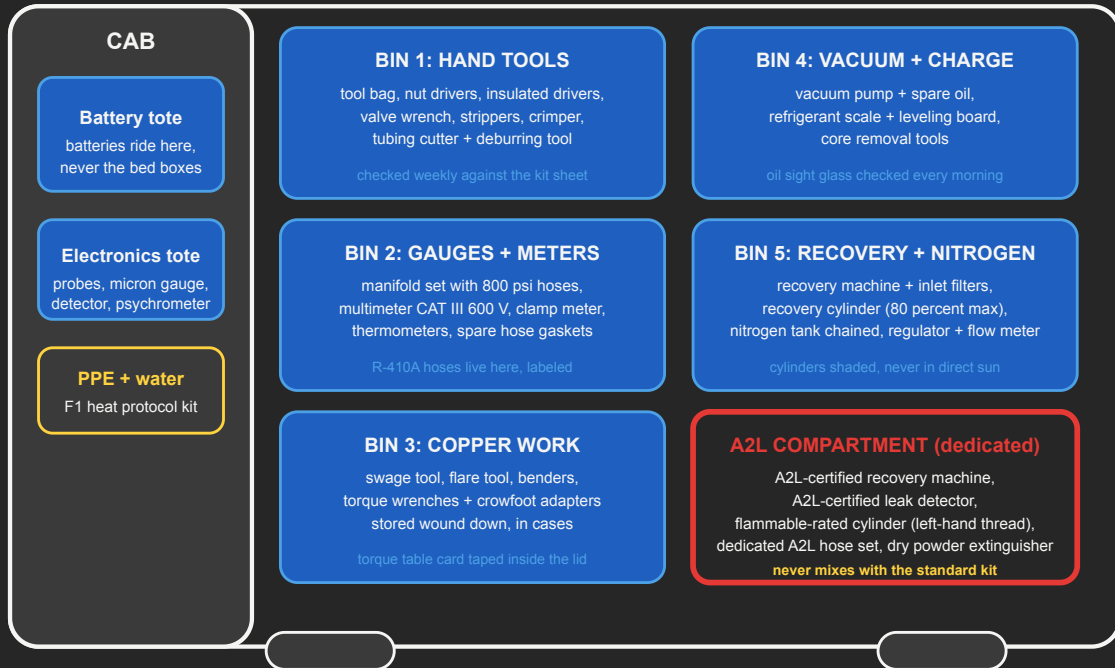 CAB
Battery tote
batteries ride here,
never the bed boxes
Electronics tote
probes, micron gauge,
detector, psychrometer
PPE + water
F1 heat protocol kit
BIN 1: HAND TOOLS
tool bag, nut drivers, insulated drivers,
valve wrench, strippers, crimper,
tubing cutter + deburring tool
checked weekly against the kit sheet
BIN 2: GAUGES + METERS
manifold set with 800 psi hoses,
multimeter CAT III 600 V, clamp meter,
thermometers, spare hose gaskets
R-410A hoses live here, labeled
BIN 3: COPPER WORK
swage tool, flare tool, benders,
torque wrenches + crowfoot adapters
stored wound down, in cases
torque table card taped inside the lid
BIN 4: VACUUM + CHARGE
vacuum pump + spare oil,
refrigerant scale + leveling board,
core removal tools
oil sight glass checked every morning
BIN 5: RECOVERY + NITROGEN
recovery machine + inlet filters,
recovery cylinder (80 percent max),
nitrogen tank chained, regulator + flow meter
cylinders shaded, never in direct sun
A2L COMPARTMENT (dedicated)
A2L-certified recovery machine,
A2L-certified leak detector,
flammable-rated cylinder (left-hand thread),
dedicated A2L hose set, dry powder extinguisher
never mixes with the standard kit